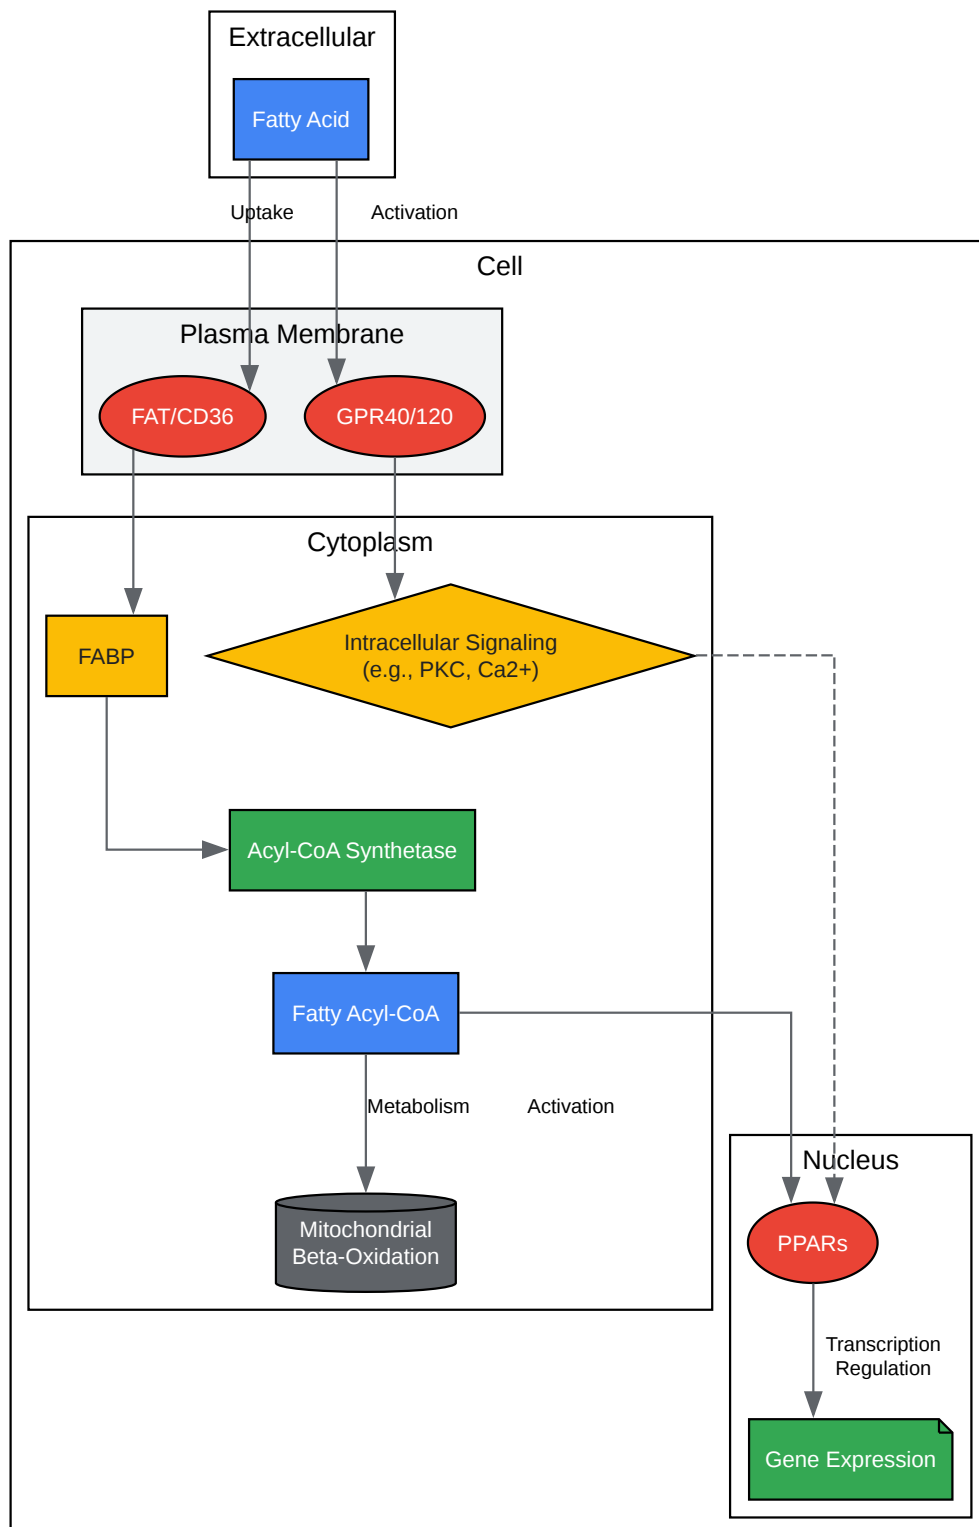 Extracellular
Fatty Acid
Uptake
Activation
Cell
Plasma Membrane
FAT/CD36
GPR40/120
Cytoplasm
FABP
Intracellular Signaling
(e.g., PKC, Ca2+)
Acyl-CoA Synthetase
Fatty Acyl-CoA
Metabolism
Activation
Mitochondrial
Beta-Oxidation
Nucleus
PPARs
Transcription
Regulation
Gene Expression